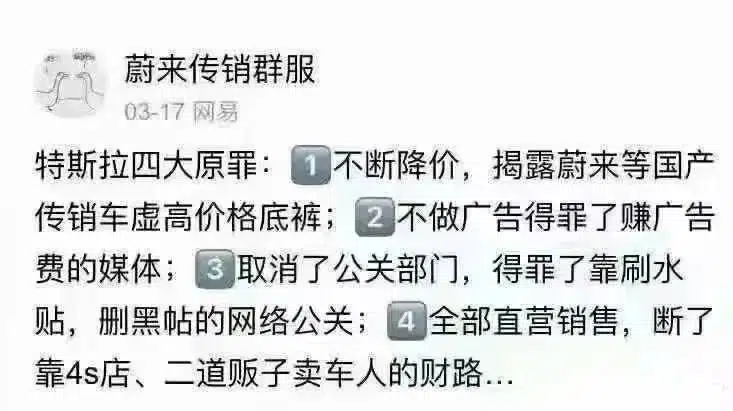 蔚来传销群服
03-17 网易
特斯拉四大原罪：1不断降价，揭露蔚来等国产
传销车虚高价格底裤；2不做广告得罪了赚广告
费的媒体；3取消了公关部门，得罪了靠刷水
贴，删黑帖的网络公关；4全部直营销售，断了
靠4s店、二道贩子卖车人的财路...